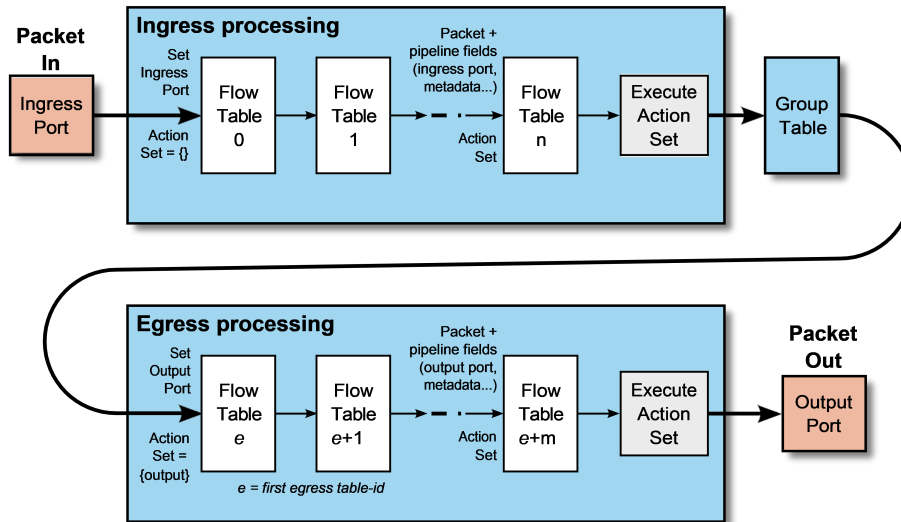 Ingress processing
Packet
In
Ingress
Port
Set
Ingress
Port
Action
Set = {}
Flow
Table
0
Flow
Table
1
Packet +
pipeline fields
(ingress port,
metadata...)
Action
Set
Flow
Table
n
Execute
Action
Set
Group
Table
Egress processing
Set
Output
Port
Action
Set =
{output}
Flow
Table
e
Flow
Table
e+1
Packet +
pipeline fields
(output port,
metadata...)
Action
Set
Flow
Table
e+m
Execute
Action
Set
Packet
Out
Output
Port
e = first egress table-id